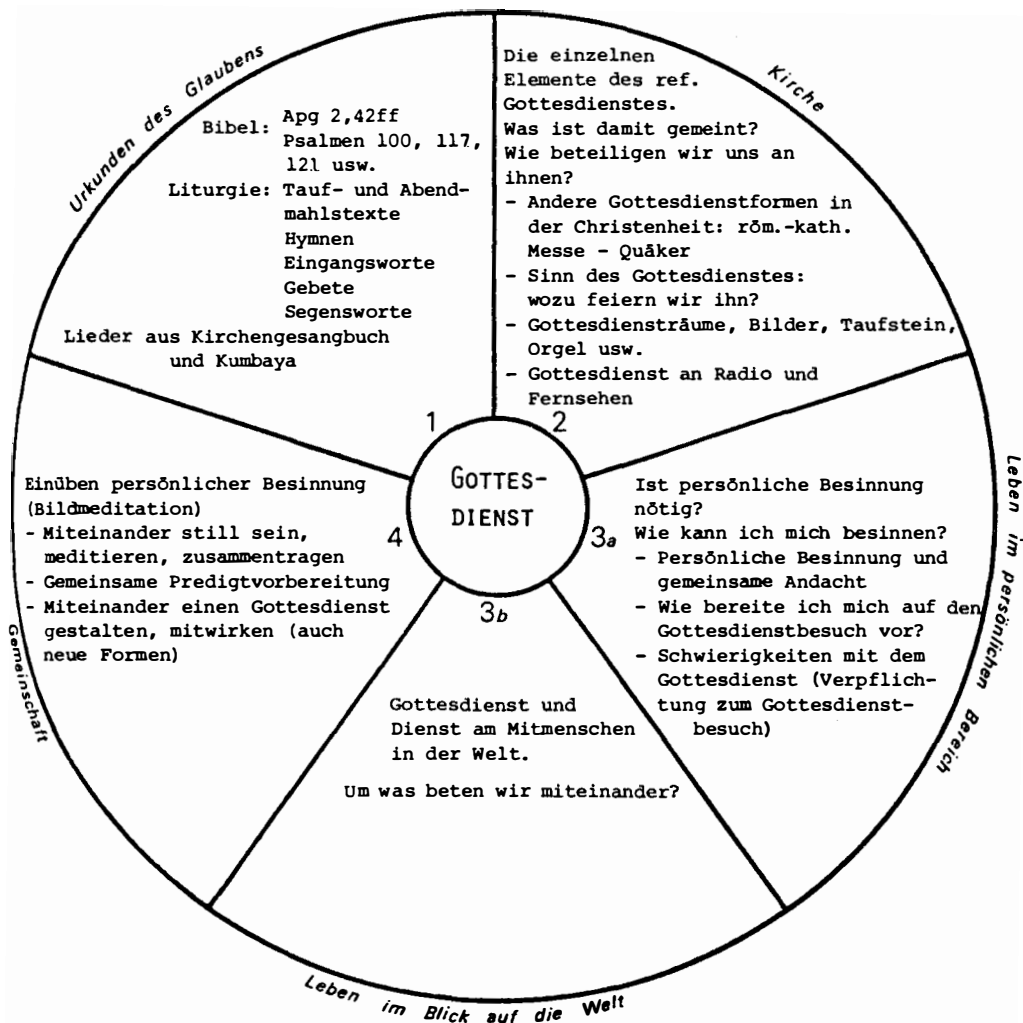 Urkunden des Glaubens
Bibel: Apg 2,42ff
Psalmen 100, 117,
121 usw.
Liturgie: Tauf- und Abend-
mahlstexte
Hymnen
Eingangsworte
Gebete
Segensworte
Lieder aus Kirchengesangbuch
und Kumbaya
1
Kirche
Die einzelnen
Elemente des ref.
Gottesdienstes.
Was ist damit gemeint?
Wie beteiligen wir uns an
ihnen?
- Andere Gottesdienstformen in
der Christenheit: röm.-kath.
Messe - Quäker
- Sinn des Gottesdienstes:
wozu feiern wir ihn?
- Gottesdiensträume, Bilder, Taufstein,
Orgel usw.
- Gottesdienst an Radio und
Fernsehen
2
GOTTES-
DIENST
Leben im persönlichen Bereich
3a
Ist persönliche Besinnung
nötig?
Wie kann ich mich besinnen?
- Persönliche Besinnung und
gemeinsame Andacht
- Wie bereite ich mich auf den
Gottesdienstbesuch vor?
- Schwierigkeiten mit dem
Gottesdienst (Verpflich-
tung zum Gottesdienst-
besuch)
3b
Gottesdienst und
Dienst am Mitmenschen
in der Welt.
Um was beten wir miteinander?
Leben im Blick auf die Welt
4
Einüben persönlicher Besinnung
(Bildmeditation)
- Miteinander still sein,
meditieren, zusammentragen
- Gemeinsame Predigtvorbereitung
- Miteinander einen Gottesdienst
gestalten, mitwirken (auch
neue Formen)
Gemeinschaft